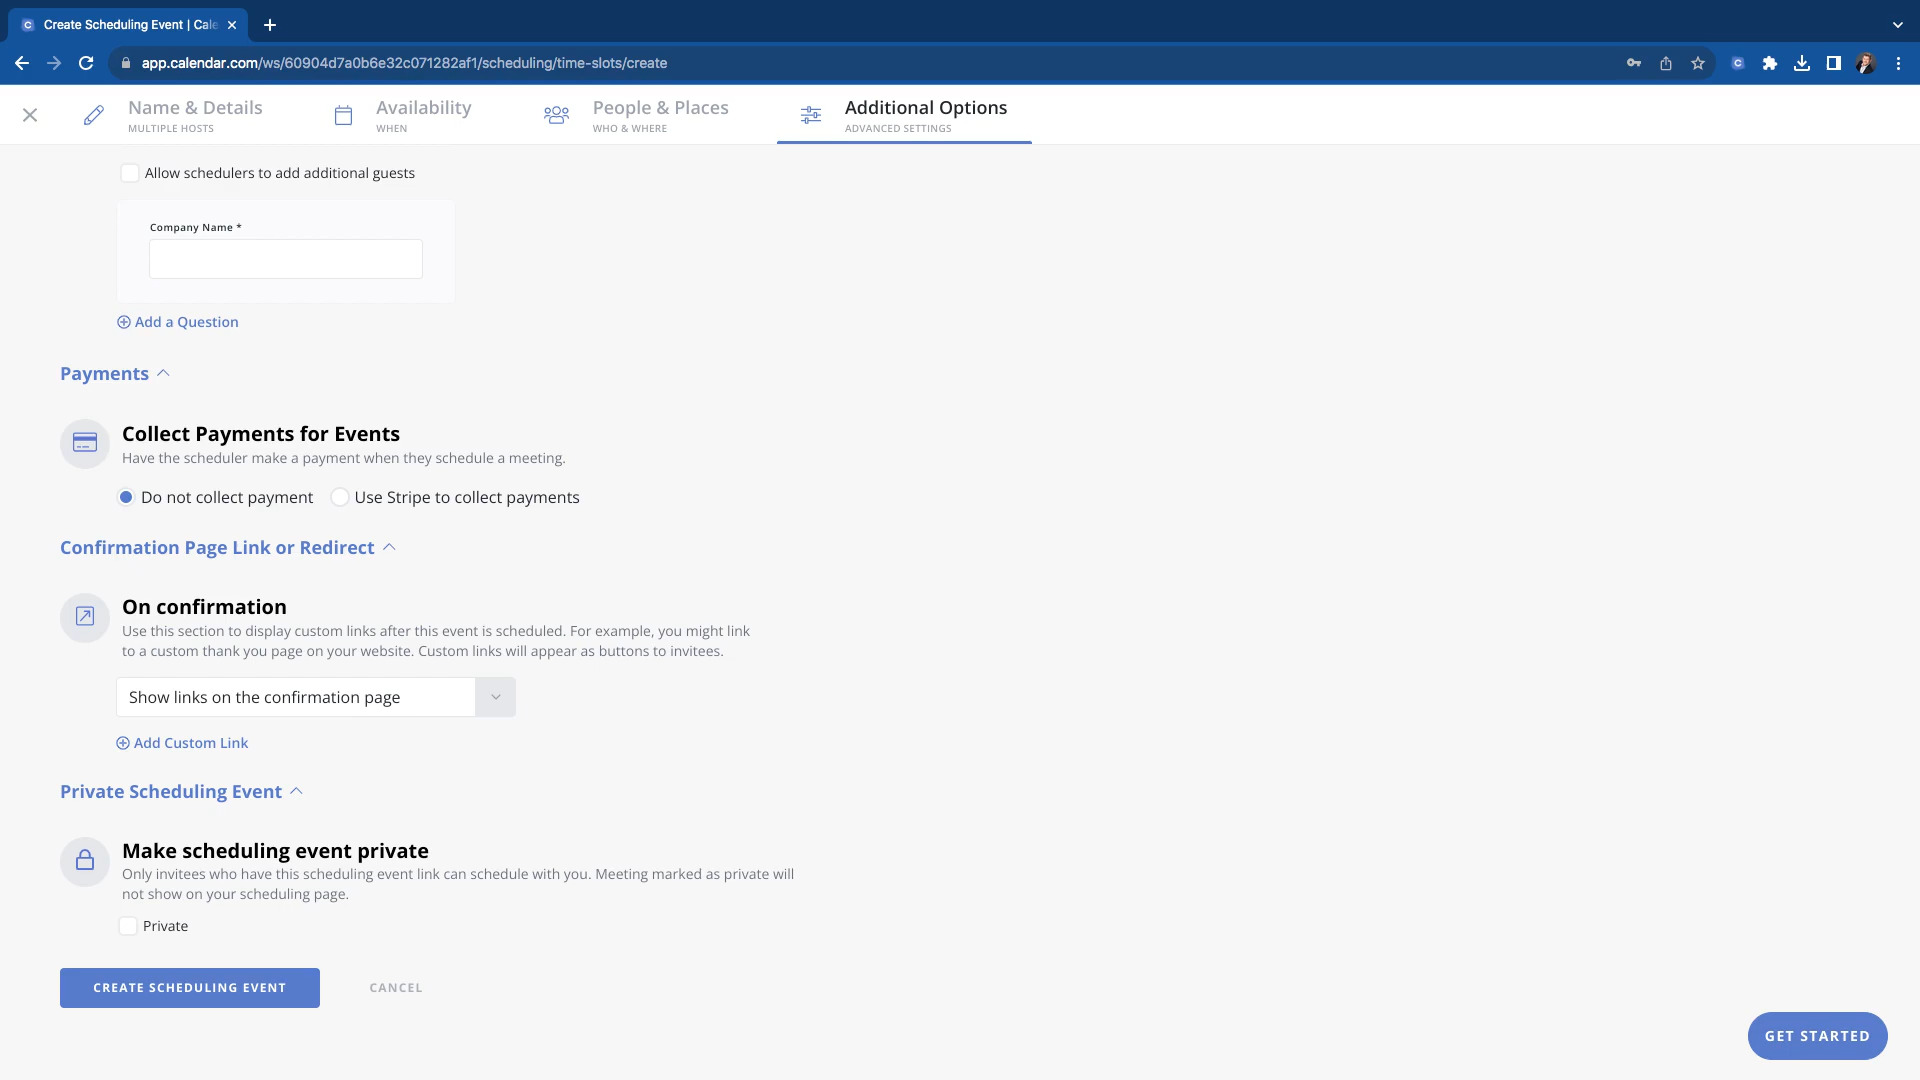 Create Scheduling Event | Cale
app.calendar.com/ws/60904d7a0b6e32c071282af1/scheduling/time-slots/create
Name & Details
MULTIPLE HOSTS
Availability
WHEN
People & Places
WHO & WHERE
Additional Options
ADVANCED SETTINGS
Allow schedulers to add additional guests
Company Name *
Add a Question
Payments
Collect Payments for Events
Have the scheduler make a payment when they schedule a meeting.
Do not collect payment
Use Stripe to collect payments
Confirmation Page Link or Redirect
On confirmation
Use this section to display custom links after this event is scheduled. For example, you might link
to a custom thank you page on your website. Custom links will appear as buttons to invitees.
Show links on the confirmation page
Add Custom Link
Private Scheduling Event
Make scheduling event private
Only invitees who have this scheduling event link can schedule with you. Meeting marked as private will
not show on your scheduling page.
Private
CREATE SCHEDULING EVENT
CANCEL
GET STARTED